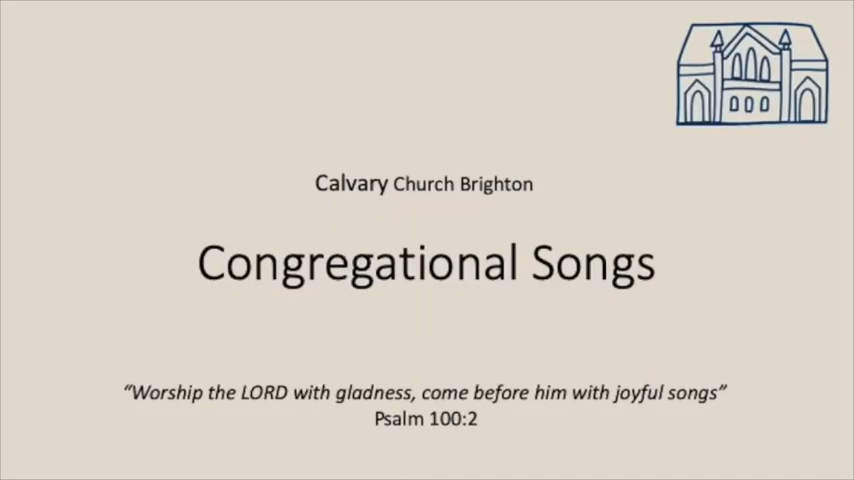 Calvary Church Brighton
Congregational Songs
“Worship the LORD with gladness, come before him with joyful songs”
Psalm 100:2